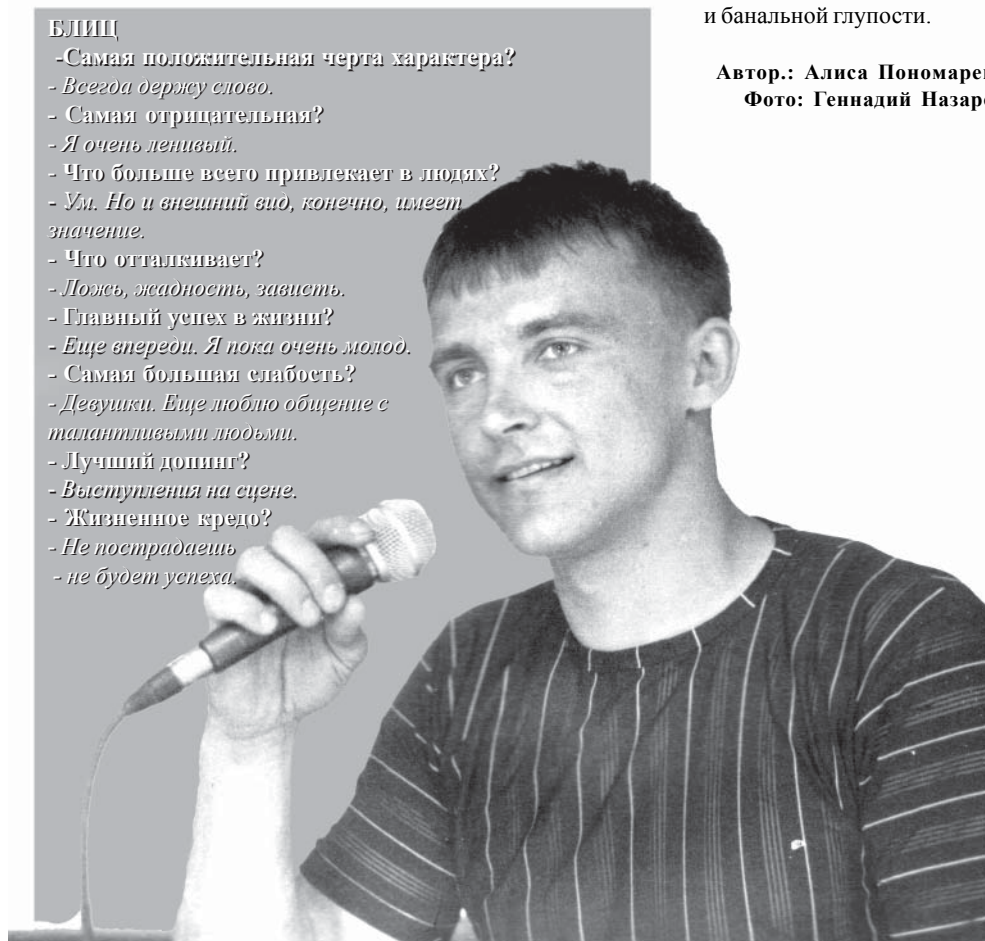 БЛИЦ
-Самая положительная черта характера?
- Всегда держу слово.
- Самая отрицательная?
- Я очень ленивый.
- Что больше всего привлекает в людях?
- Ум. Но и внешний вид, конечно, имеет
значение.
- Что отталкивает?
- Ложь, жадность, зависть.
- Главный успех в жизни?
- Еще впереди. Я пока очень молод.
- Самая большая слабость?
- Девушки. Еще люблю общение с
талантливыми людьми.
- Лучший допинг?
- Выступления на сцене.
- Жизненное кредо?
- Не пострадаешь
- не будет успеха.
и банальной глупости.
Автор.: Алиса
Фото: Геннадий